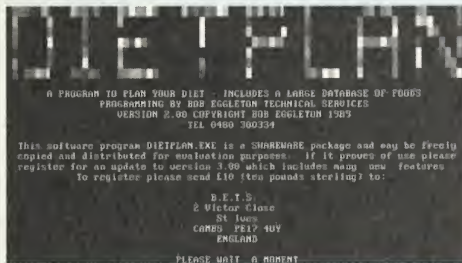 DIETPLAN
A PROGRAM TO PLAN YOUR DIET - INCLUDES A LARGE DATABASE OF FOODS
PROGRAMMING BY BOB EGGLETON TECHNICAL SERVICES
VERSION 2.00 COPYRIGHT BOB EGGLETON 1989
TEL 0480 300334
This software program DIETPLAN.EXE is a SHAREWARE package and may be freely
copied and distributed for evaluation purposes. If it proves of use please
register for an update to version 3.00 which includes many new features
To register please send £10 (ten pounds sterling) to:
B.E.T.S.
2 Victor Close
St Ives
CAMBS PE17 4UY
ENGLAND
PLEASE WAIT A MOMENT